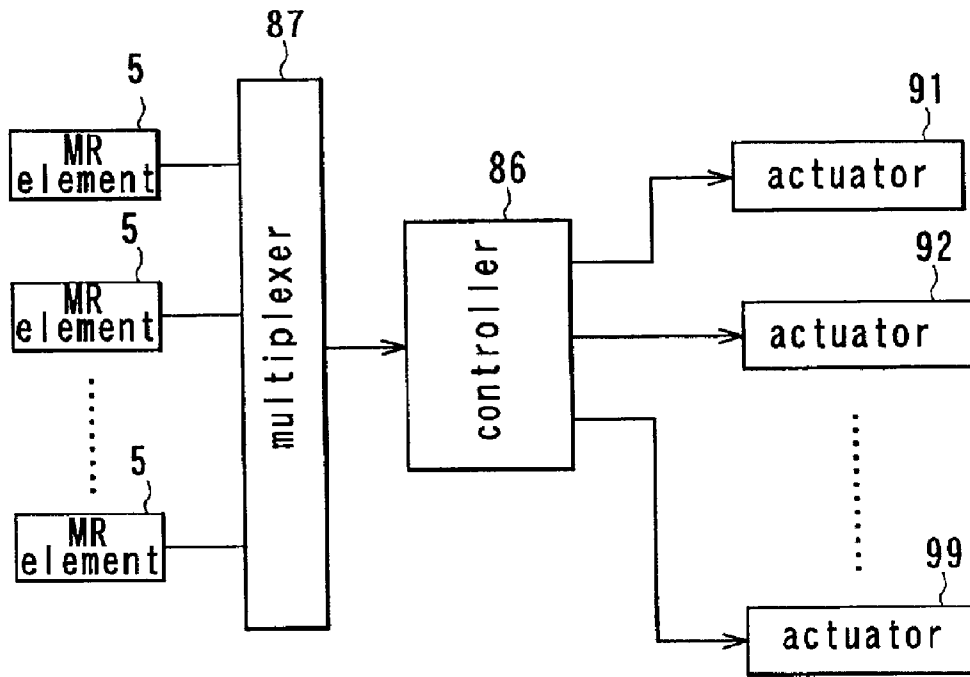 87
5
MR
element
5
MR
element
5
MR
element
multiplexer
86
controller
91
actuator
92
actuator
99
actuator